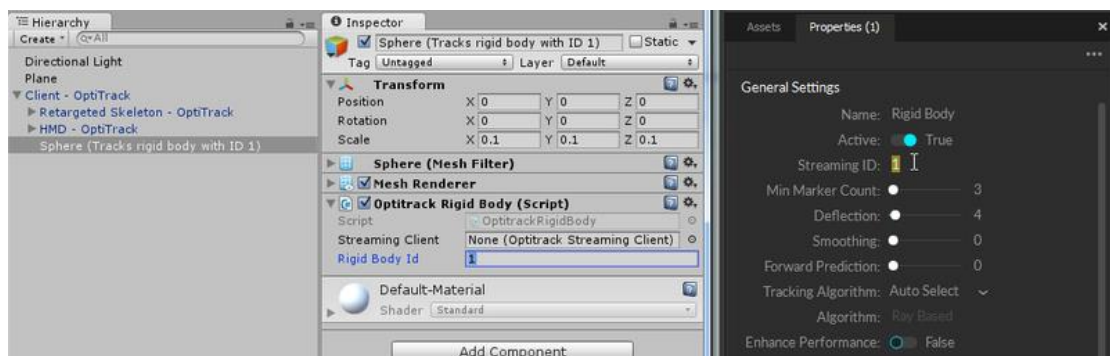 Hierarchy
Create
All
Directional Light
Plane
Client - OptiTrack
Retargeted Skeleton - OptiTrack
HMD - OptiTrack
Sphere (Tracks rigid body with ID 1)
Inspector
Sphere (Tracks rigid body with ID 1) Static
Tag Untagged Layer Default
Transform
Position X 0 Y 0 Z 0
Rotation X 0 Y 0 Z 0
Scale X 0.1 Y 0.1 Z 0.1
Sphere (Mesh Filter)
Mesh Renderer
Optitrack Rigid Body (Script)
Script OptitrackRigidBody
Streaming Client None (Optitrack Streaming Client)
Rigid Body Id 1
Default-Material
Shader Standard
Add Component
Assets Properties (1)
General Settings
Name: Rigid Body
Active: True
Streaming ID: 1
Min Marker Count: 3
Deflection: 4
Smoothing: 0
Forward Prediction: 0
Tracking Algorithm: Auto Select
Algorithm: Ray Based
Enhance Performance: False